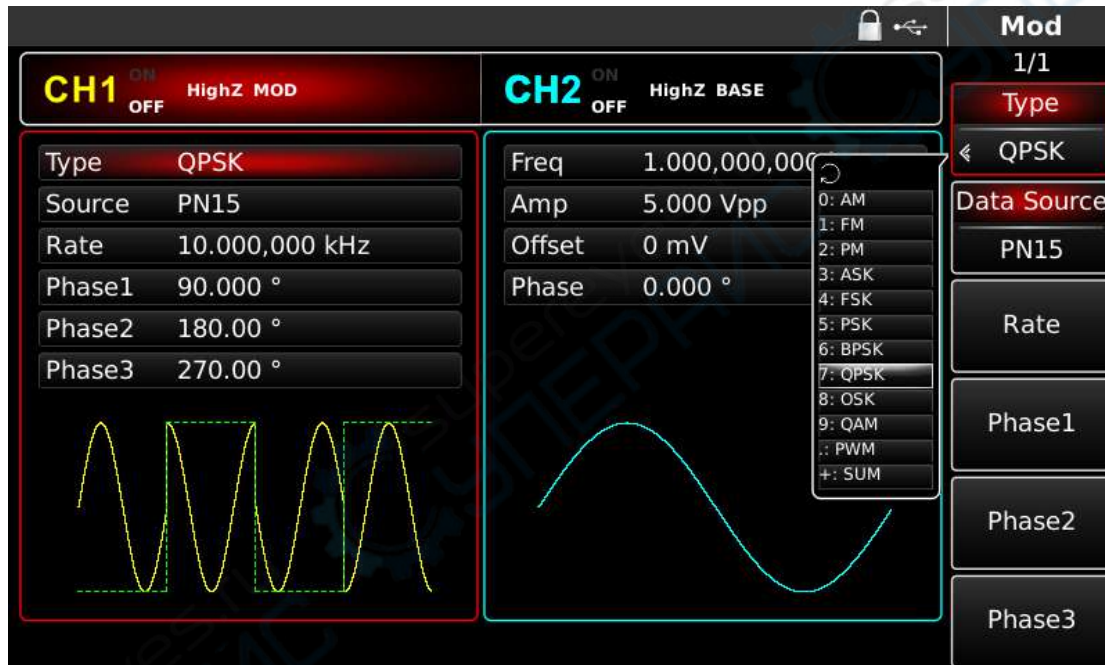 Mod
1/1
CH1 ON OFF HighZ MOD
CH2 ON OFF HighZ BASE
Type QPSK
Source PN15
Rate 10.000,000 kHz
Phase1 90.000 °
Phase2 180.00 °
Phase3 270.00 °
Freq 1.000,000,000
Amp 5.000 Vpp
Offset 0 mV
Phase 0.000 °
0: AM
1: FM
2: PM
3: ASK
4: FSK
5: PSK
6: BPSK
7: QPSK
8: OSK
9: QAM
.: PWM
+: SUM
Type
QPSK
Data Source
PN15
Rate
Phase1
Phase2
Phase3